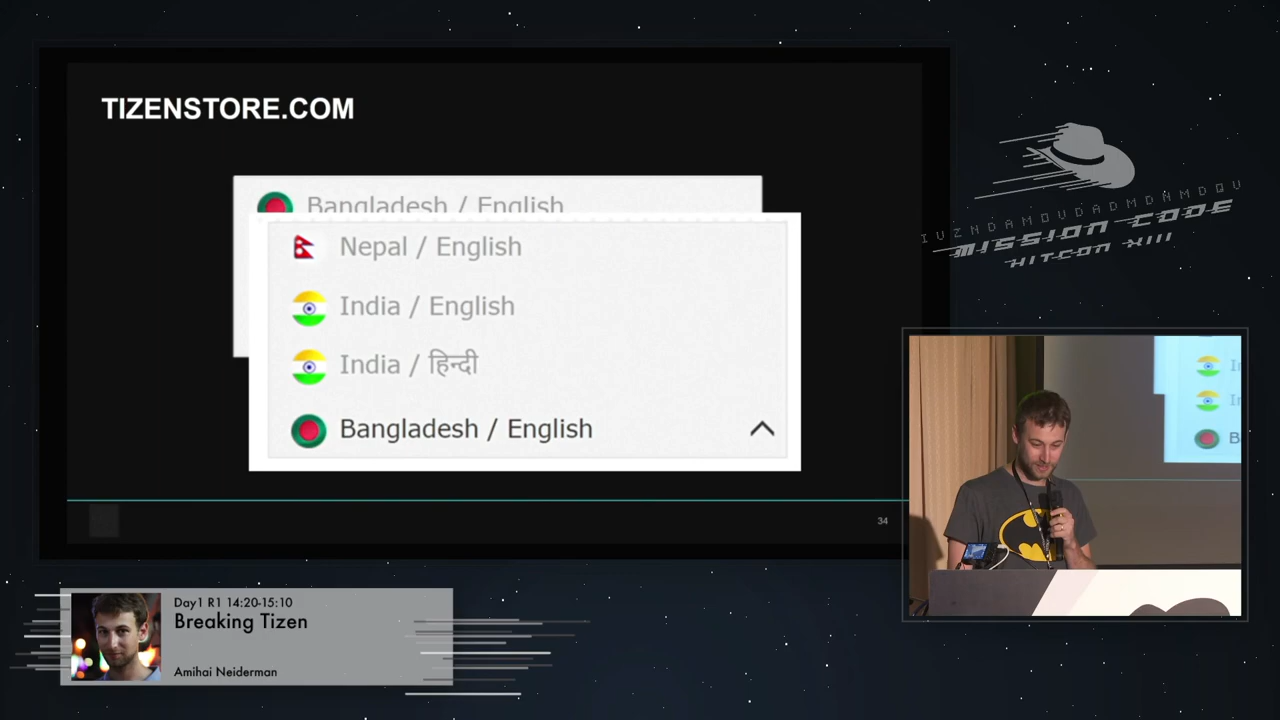 TIZENSTORE.COM
Bangladesh / English
Nepal / English
India / English
India / हिन्दी
Bangladesh / English
34
MISSION CODE
HITCON XIII
B
Day1 R1 14:20-15:10
Breaking Tizen
Amihai Neiderman